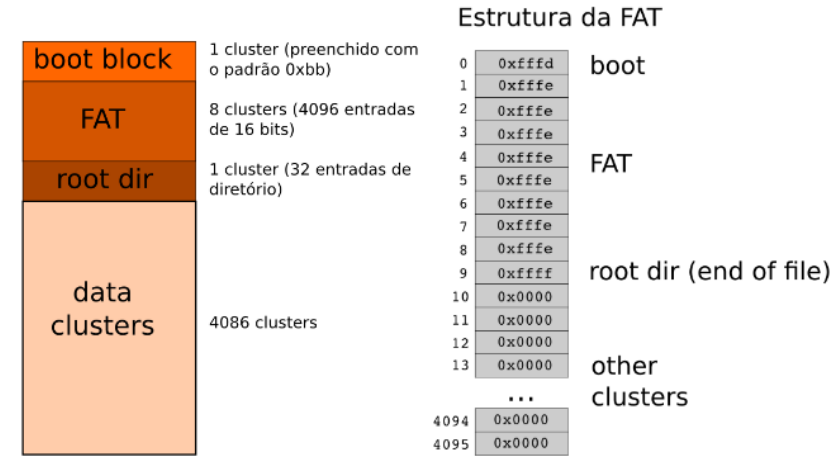 boot block
1 cluster (preenchido com
o padrão 0xbb)
FAT
8 clusters (4096 entradas
de 16 bits)
root dir
1 cluster (32 entradas de
diretório)
data
clusters
4086 clusters
Estrutura da FAT
0 0xfffd boot
1 0xfffe
2 0xfffe
3 0xfffe
4 0xfffe FAT
5 0xfffe
6 0xfffe
7 0xfffe
8 0xfffe
9 0xffff root dir (end of file)
10 0x0000
11 0x0000
12 0x0000
13 0x0000 other
clusters
...
4094 0x0000
4095 0x0000